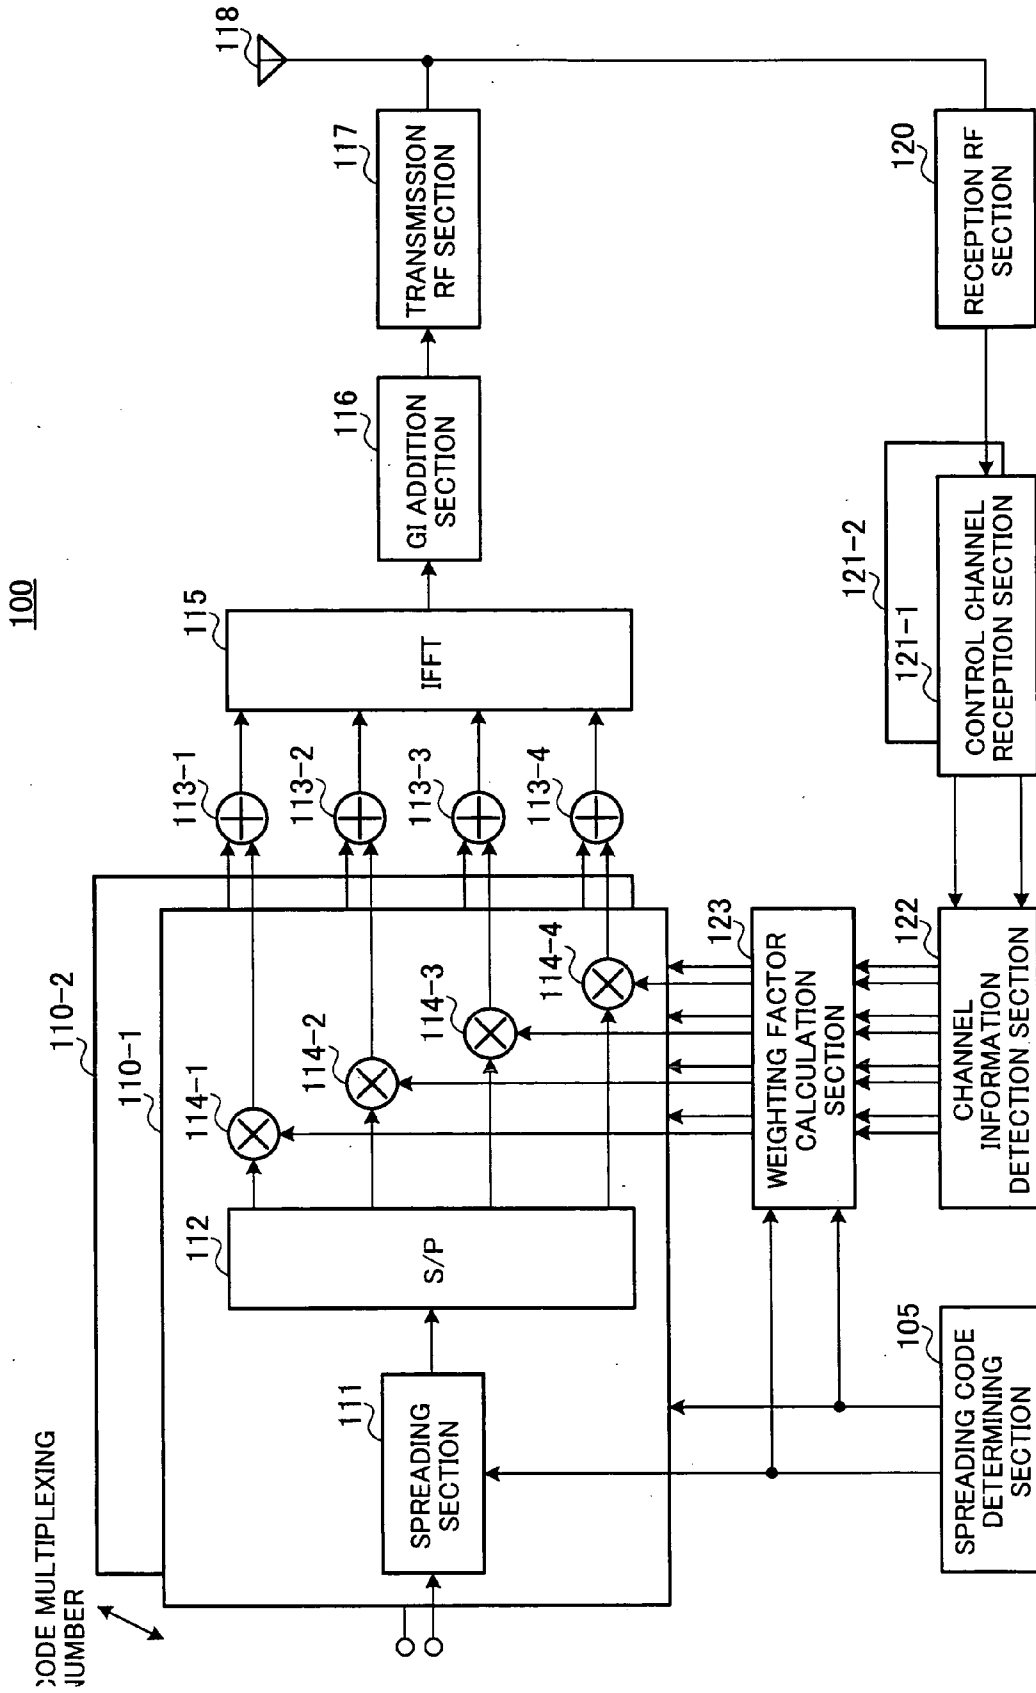 100
CODE MULTIPLEXING
NUMBER
110-2
110-1
111
SPREADING
SECTION
112
S/P
114-1
114-2
114-3
114-4
113-1
113-2
113-3
113-4
115
IFFT
116
GI ADDITION
SECTION
117
TRANSMISSION
RF SECTION
118
105
SPREADING CODE
DETERMINING
SECTION
123
WEIGHTING FACTOR
CALCULATION
SECTION
122
CHANNEL
INFORMATION
DETECTION SECTION
121-2
121-1
CONTROL CHANNEL
RECEPTION SECTION
120
RECEPTION RF
SECTION